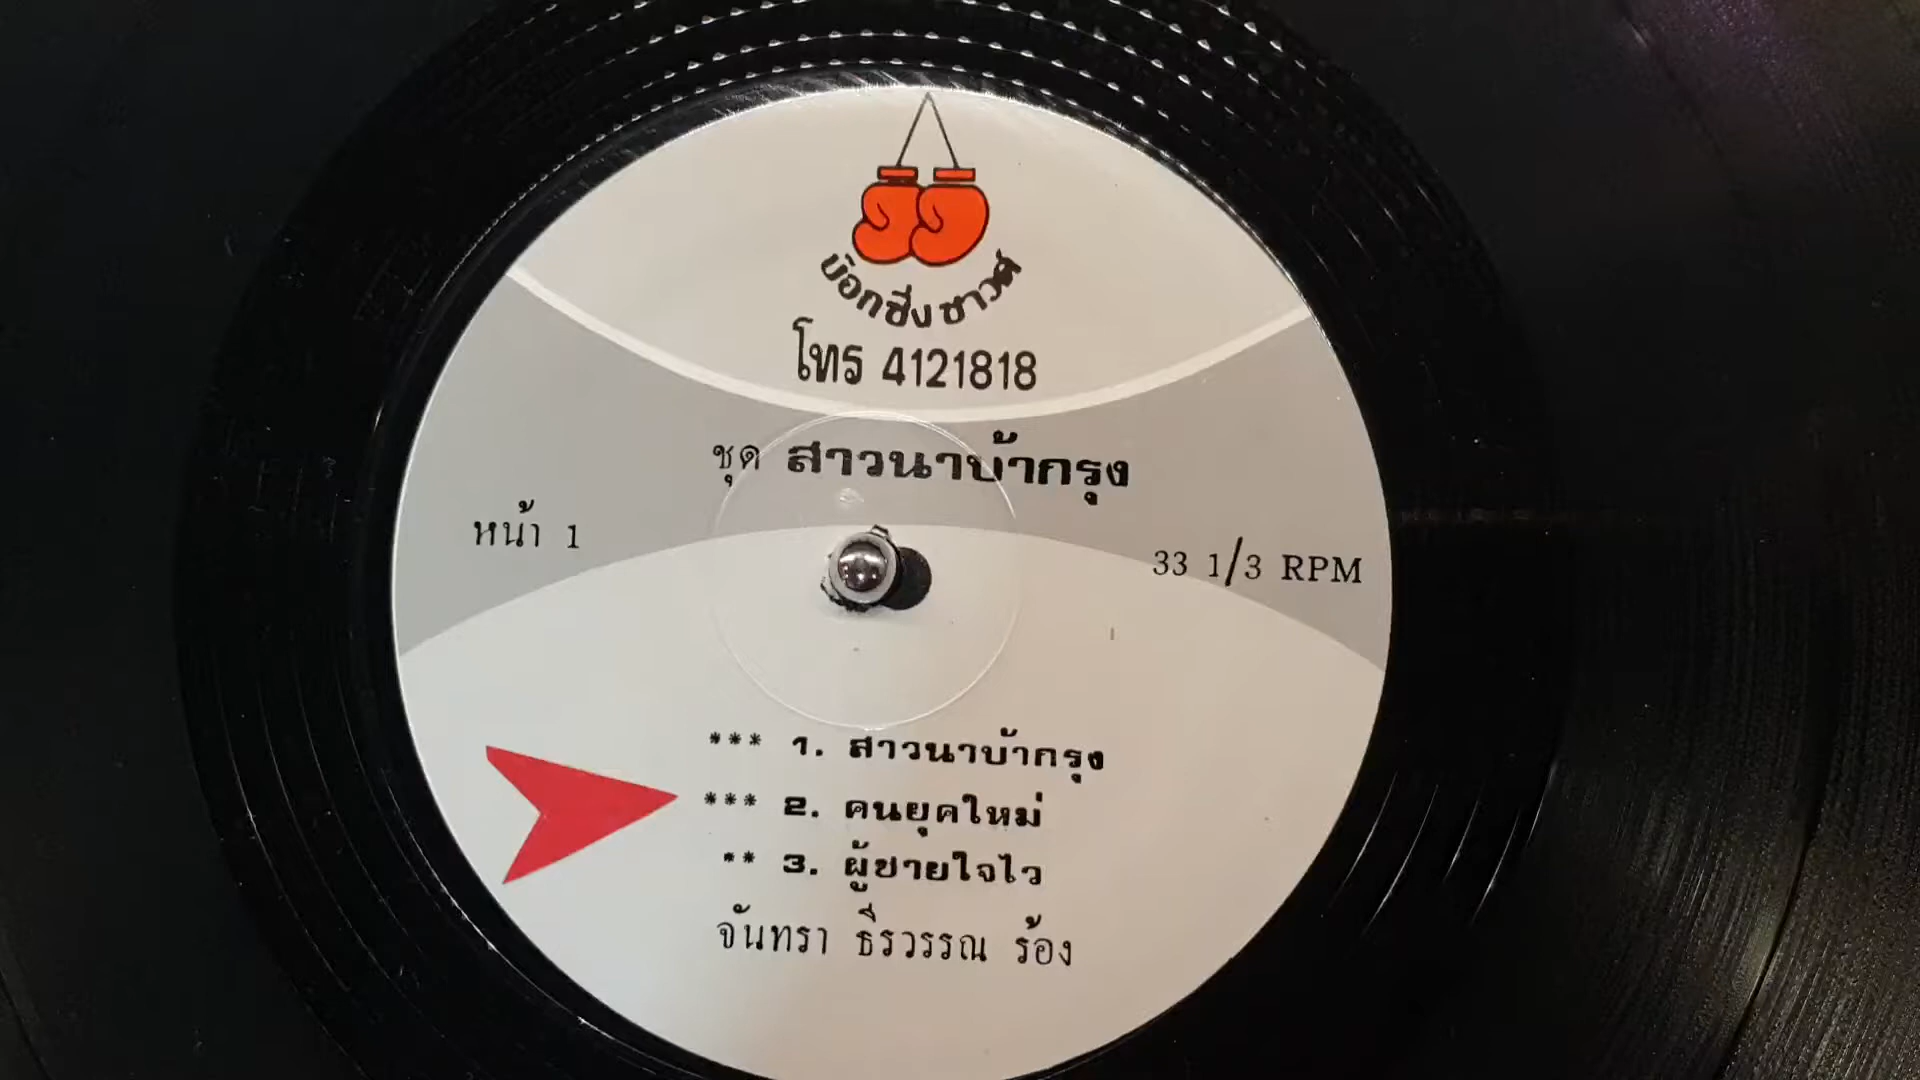 บ๊อกซิ่งซาวด์
โทร 4121818
ชุด สาวนาบ้ากรุง
หน้า 1
33 1/3 RPM
*** 1. สาวนาบ้ากรุง
*** 2. คนยุคใหม่
** 3. ผู้ชายใจไว
จันทรา ธีรวรรณ ร้อง